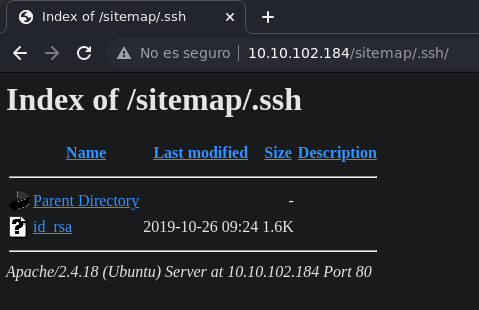 Index of /sitemap/.ssh
No es seguro | 10.10.102.184/sitemap/.ssh/
Index of /sitemap/.ssh
Name Last modified Size Description
Parent Directory -
id_rsa 2019-10-26 09:24 1.6K
Apache/2.4.18 (Ubuntu) Server at 10.10.102.184 Port 80